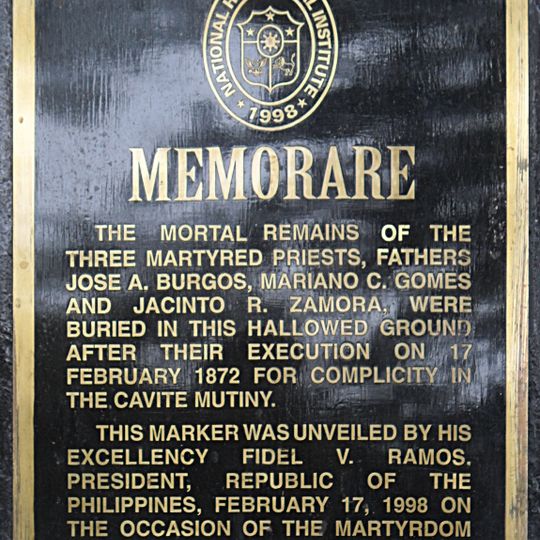 NATIONAL H L INSTITUTE
★ 1998 ★
MEMORARE
THE MORTAL REMAINS OF THE
THREE MARTYRED PRIESTS, FATHERS
JOSE A. BURGOS, MARIANO C. GOMES
AND JACINTO R. ZAMORA, WERE
BURIED IN THIS HALLOWED GROUND
AFTER THEIR EXECUTION ON 17
FEBRUARY 1872 FOR COMPLICITY IN
THE CAVITE MUTINY.
THIS MARKER WAS UNVEILED BY HIS
EXCELLENCY FIDEL V. RAMOS.
PRESIDENT, REPUBLIC OF THE
PHILIPPINES, FEBRUARY 17, 1998 ON
THE OCCASION OF THE MARTYRDOM